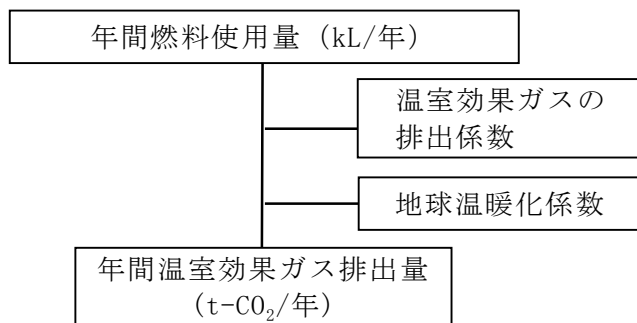 年間燃料使用量（kL/年）
温室効果ガスの
排出係数
地球温暖化係数
年間温室効果ガス排出量
（t-CO₂/年）